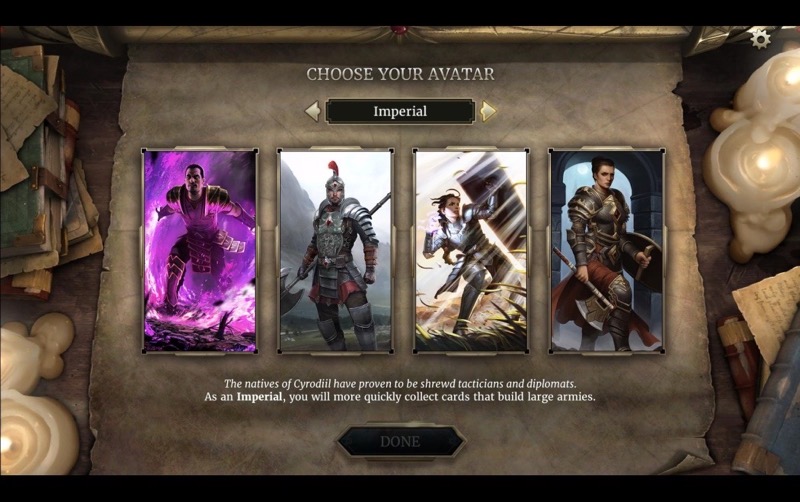 CHOOSE YOUR AVATAR
Imperial
The natives of Cyrodiil have proven to be shrewd tacticians and diplomats.
As an Imperial, you will more quickly collect cards that build large armies.
DONE